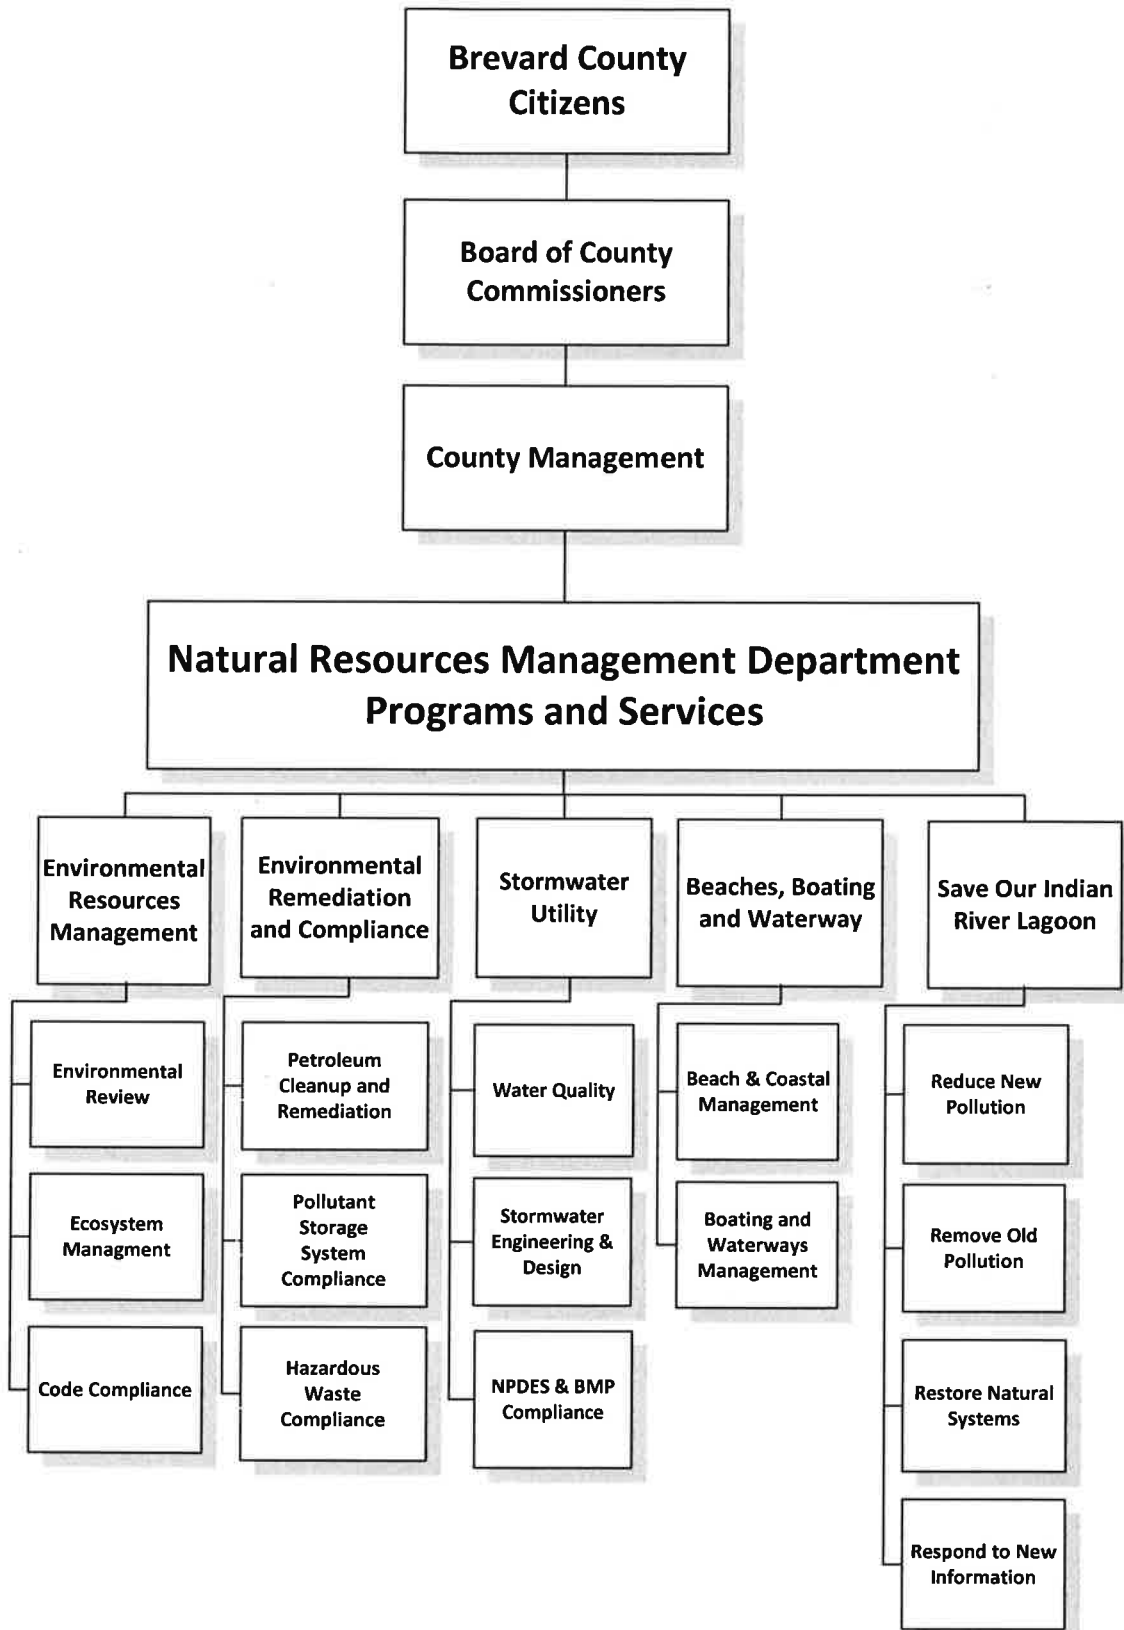 Brevard County
Citizens
Board of County
Commissioners
County Management
Natural Resources Management Department
Programs and Services
Environmental
Resources
Management
Environmental
Remediation
and Compliance
Stormwater
Utility
Beaches, Boating
and Waterway
Save Our Indian
River Lagoon
Environmental
Review
Ecosystem
Managment
Code Compliance
Petroleum
Cleanup and
Remediation
Pollutant
Storage
System
Compliance
Hazardous
Waste
Compliance
Water Quality
Stormwater
Engineering &
Design
NPDES & BMP
Compliance
Beach & Coastal
Management
Boating and
Waterways
Management
Reduce New
Pollution
Remove Old
Pollution
Restore Natural
Systems
Respond to New
Information